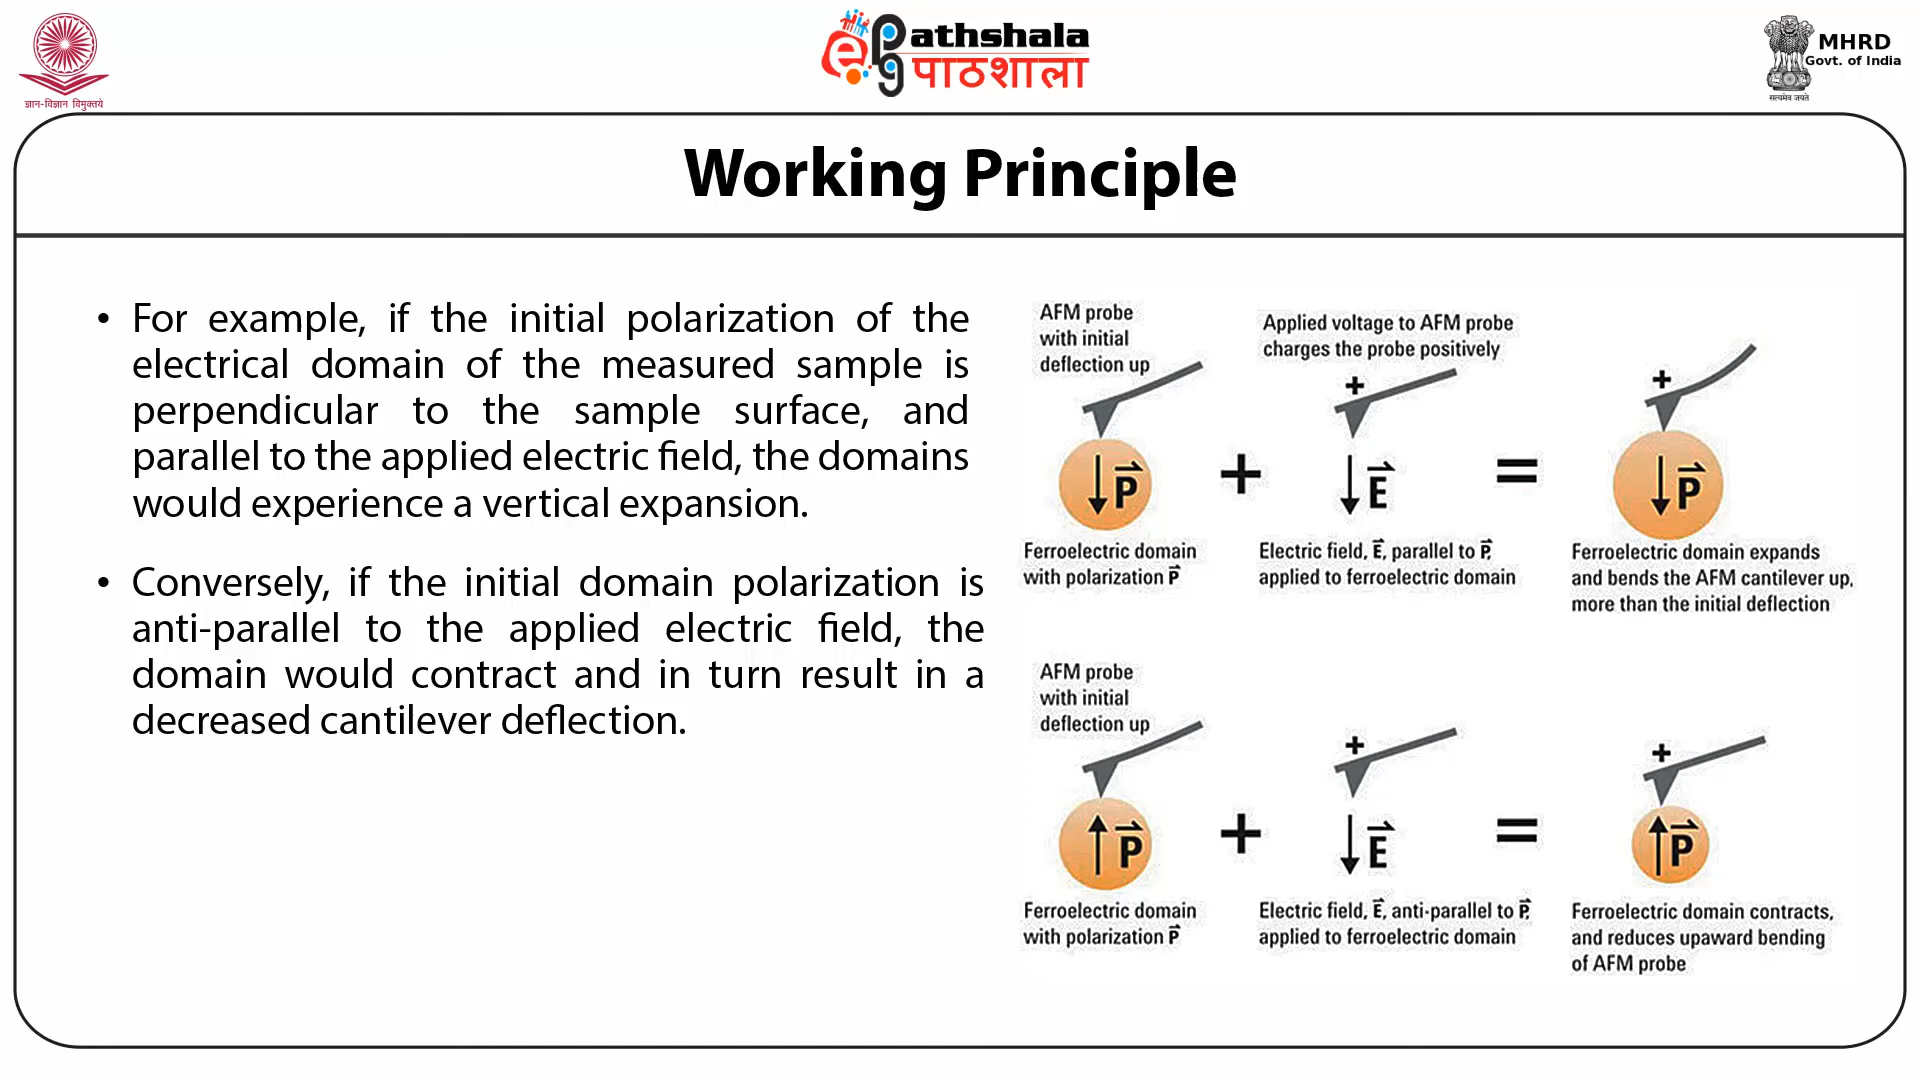 ज्ञान-विज्ञान विमुक्तये
ePathshala
पाठशाला
MHRD
Govt. of India
सत्यमेव जयते
Working Principle
• For example, if the initial polarization of the
electrical domain of the measured sample is
perpendicular to the sample surface, and
parallel to the applied electric field, the domains
would experience a vertical expansion.
• Conversely, if the initial domain polarization is
anti-parallel to the applied electric field, the
domain would contract and in turn result in a
decreased cantilever deflection.
AFM probe
with initial
deflection up
Applied voltage to AFM probe
charges the probe positively
+
+
P
+
E
=
P
Ferroelectric domain
with polarization P
Electric field, E, parallel to P,
applied to ferroelectric domain
Ferroelectric domain expands
and bends the AFM cantilever up,
more than the initial deflection
AFM probe
with initial
deflection up
+
+
P
+
E
=
P
Ferroelectric domain
with polarization P
Electric field, E, anti-parallel to P,
applied to ferroelectric domain
Ferroelectric domain contracts,
and reduces upaward bending
of AFM probe